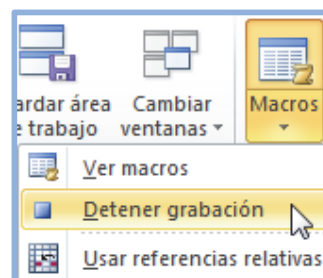 ardar área Cambiar Macros
trabajo ventanas
Ver macros
Detener grabación
Usar referencias relativas